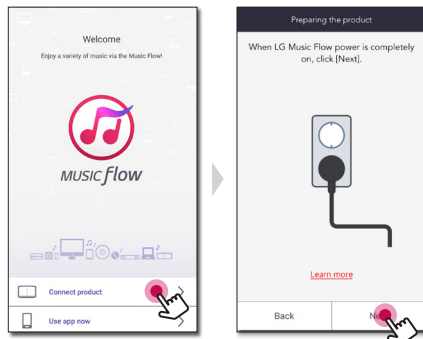 Welcome
Enjoy a variety of music via the Music Flow!
MUSIC flow
Connect product
Use app now
Preparing the product
When LG Music Flow power is completely
on, click [Next].
Learn more
Back